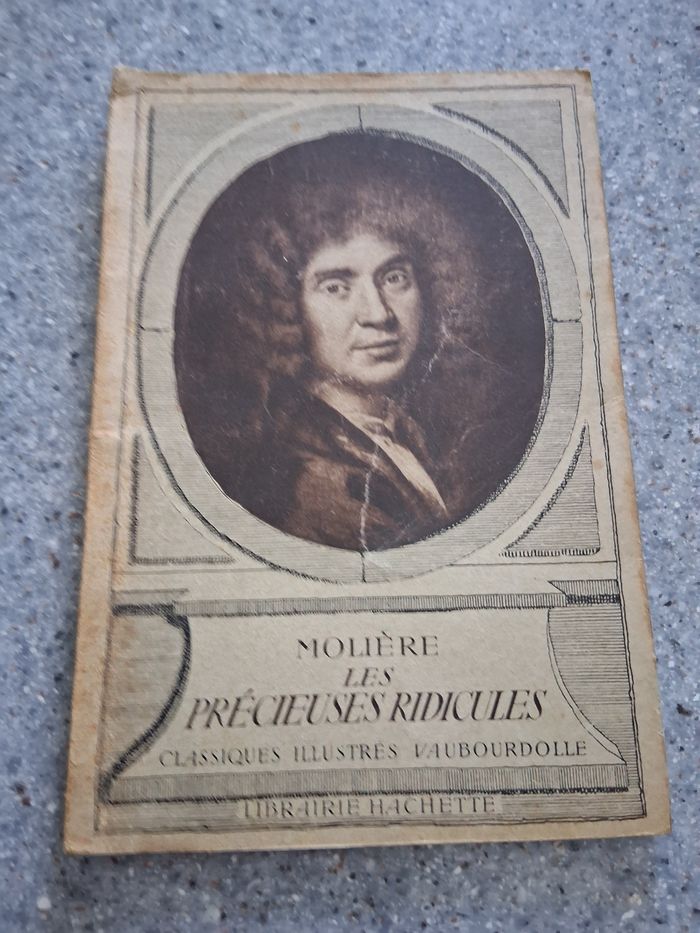 MOLIÈRE
LES
PRÉCIEUSES RIDICULES
CLASSIQUES ILLUSTRÉS VAUBOURDOLLE
LIBRAIRIE HACHETTE